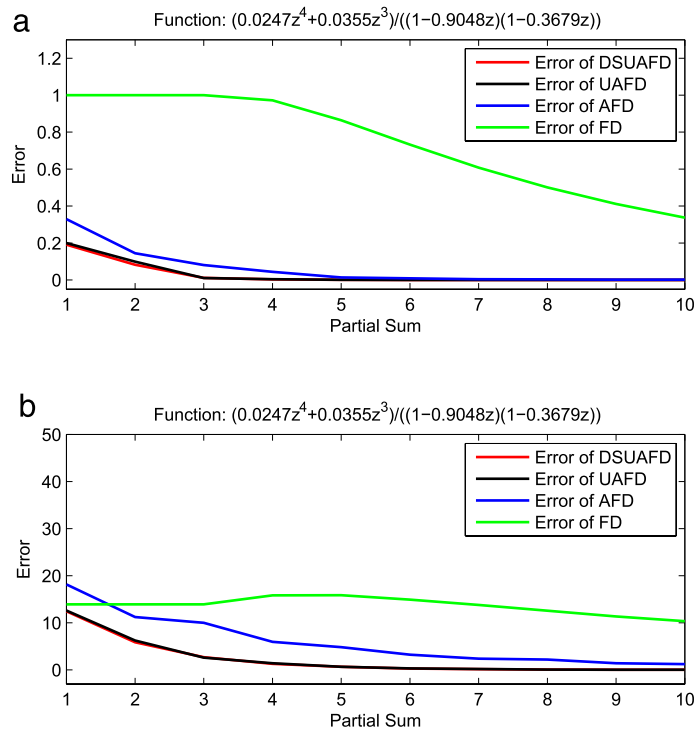 a
Function: (0.0247z^4+0.0355z^3)/((1−0.9048z)(1−0.3679z))
Error of DSUAFD
Error of UAFD
Error of AFD
Error of FD
1.2
1
0.8
0.6
0.4
0.2
0
Error
1 2 3 4 5 6 7 8 9 10
Partial Sum
b
Function: (0.0247z^4+0.0355z^3)/((1−0.9048z)(1−0.3679z))
Error of DSUAFD
Error of UAFD
Error of AFD
Error of FD
50
40
30
20
10
0
Error
1 2 3 4 5 6 7 8 9 10
Partial Sum